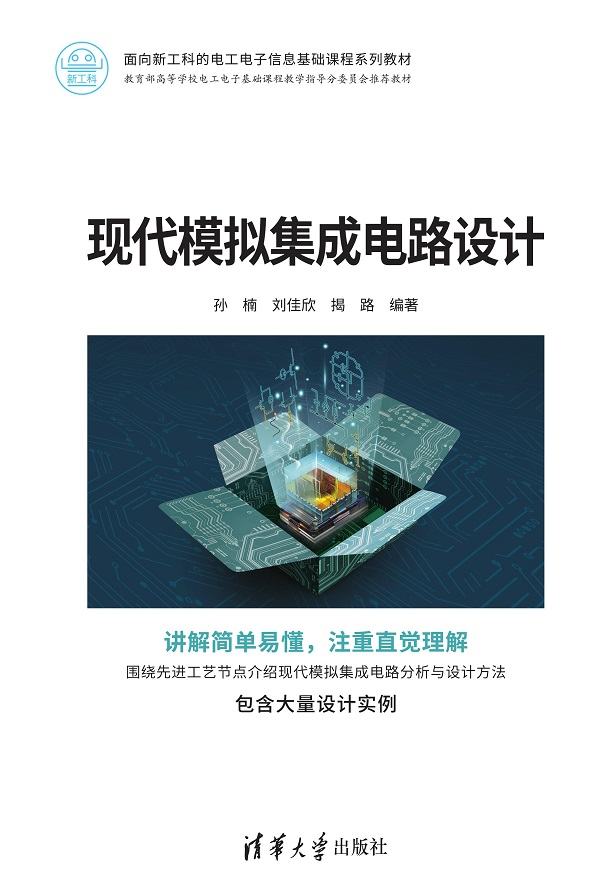 新工科
面向新工科的电工电子信息基础课程系列教材
教育部高等学校电工电子基础课程教学指导分委员会推荐教材
现代模拟集成电路设计
孙 楠 刘佳欣 揭 路 编著
讲解简单易懂，注重直觉理解
围绕先进工艺节点介绍现代模拟集成电路分析与设计方法
包含大量设计实例
清华大学出版社